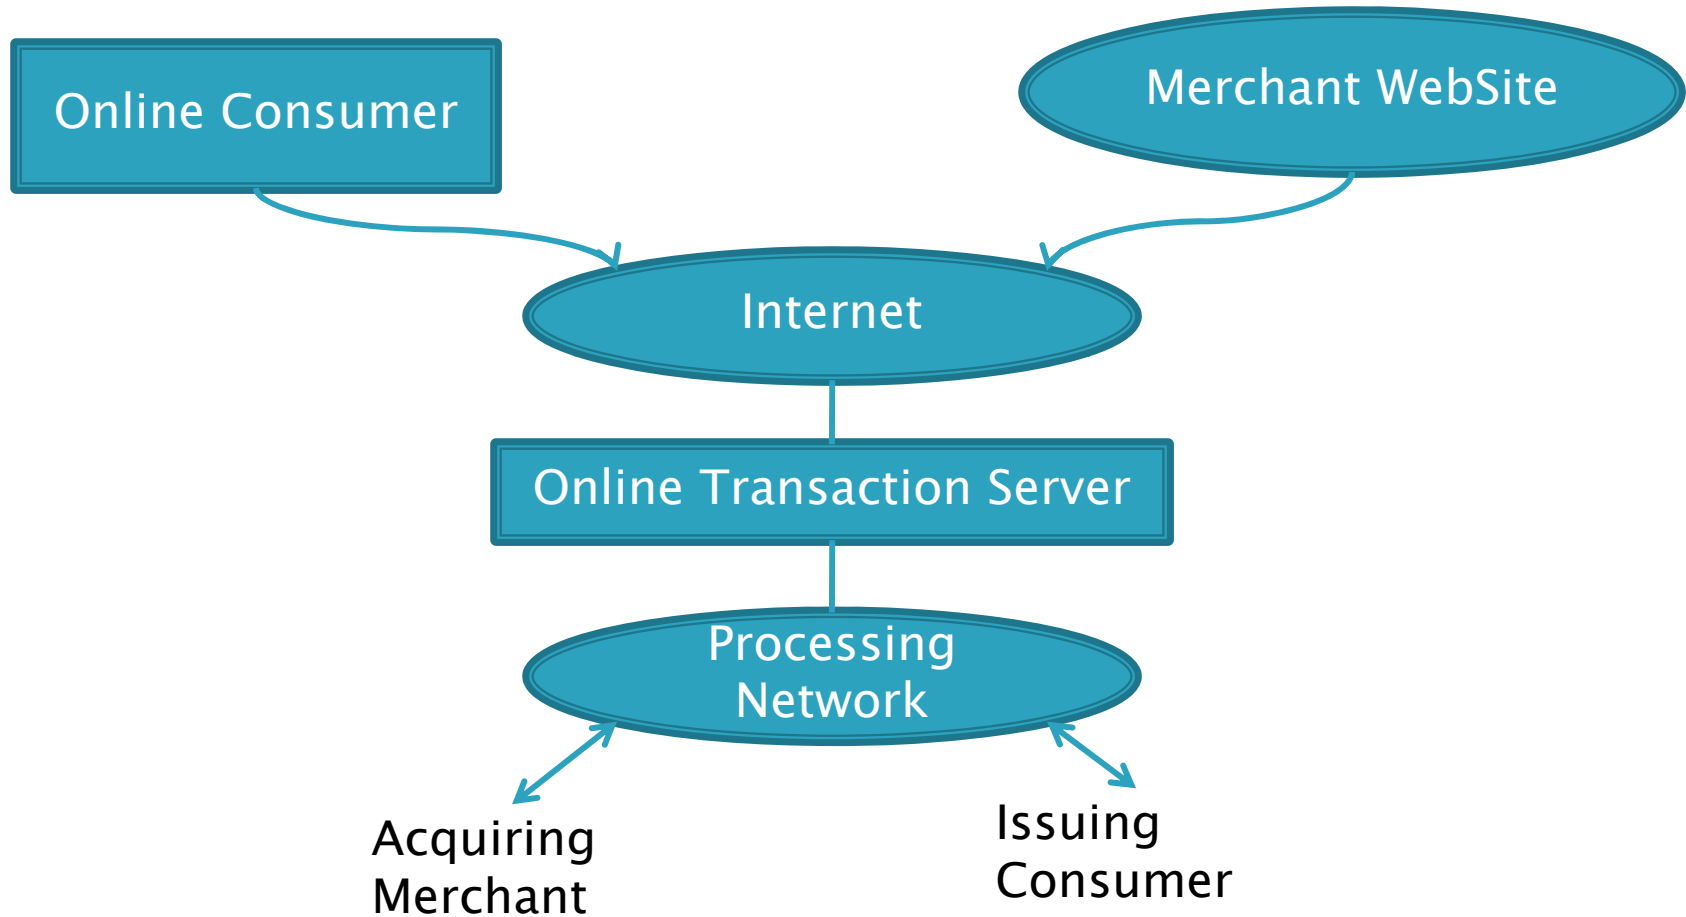 Online Consumer
Merchant WebSite
Internet
Online Transaction Server
Processing
Network
Acquiring
Merchant
Issuing
Consumer